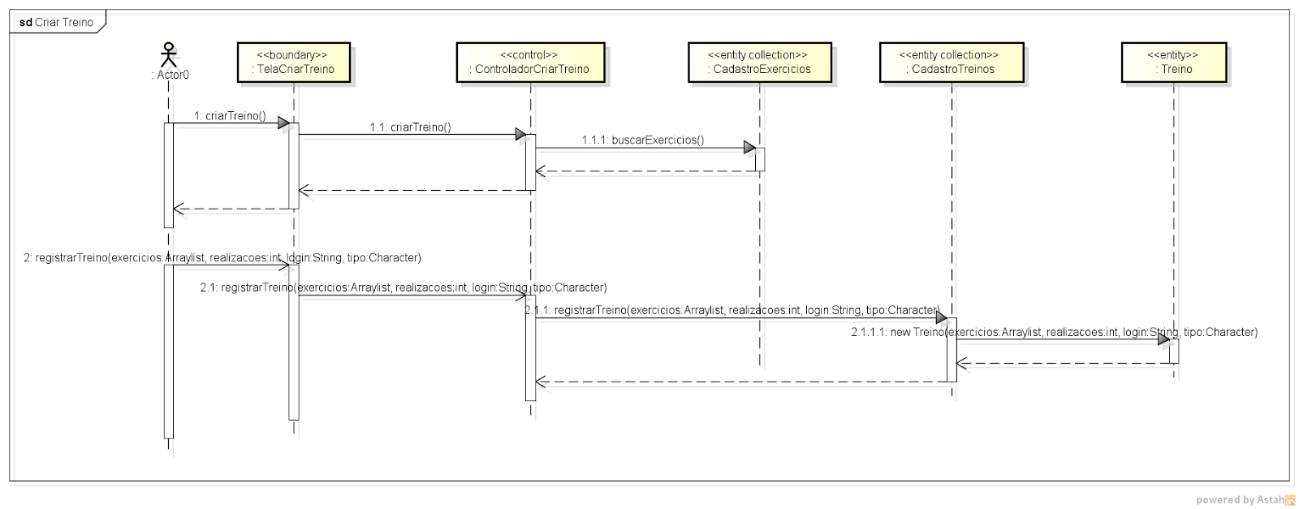 sd Criar Treino
: Actor0
<<boundary>>
: TelaCriarTreino
<<control>>
: ControladorCriarTreino
<<entity collection>>
: CadastroExercicios
<<entity collection>>
: CadastroTreinos
<<entity>>
: Treino
1: criarTreino()
1.1: criarTreino()
1.1.1: buscarExercicios()
2: registrarTreino(exercicios:Arraylist, realizacoes:int, login:String, tipo:Character)
2.1: registrarTreino(exercicios:Arraylist, realizacoes:int, login:String, tipo:Character)
2.1.1: registrarTreino(exercicios:Arraylist, realizacoes:int, login:String, tipo:Character)
2.1.1.1: new Treino(exercicios:Arraylist, realizacoes:int, login:String, tipo:Character)
powered by Astah